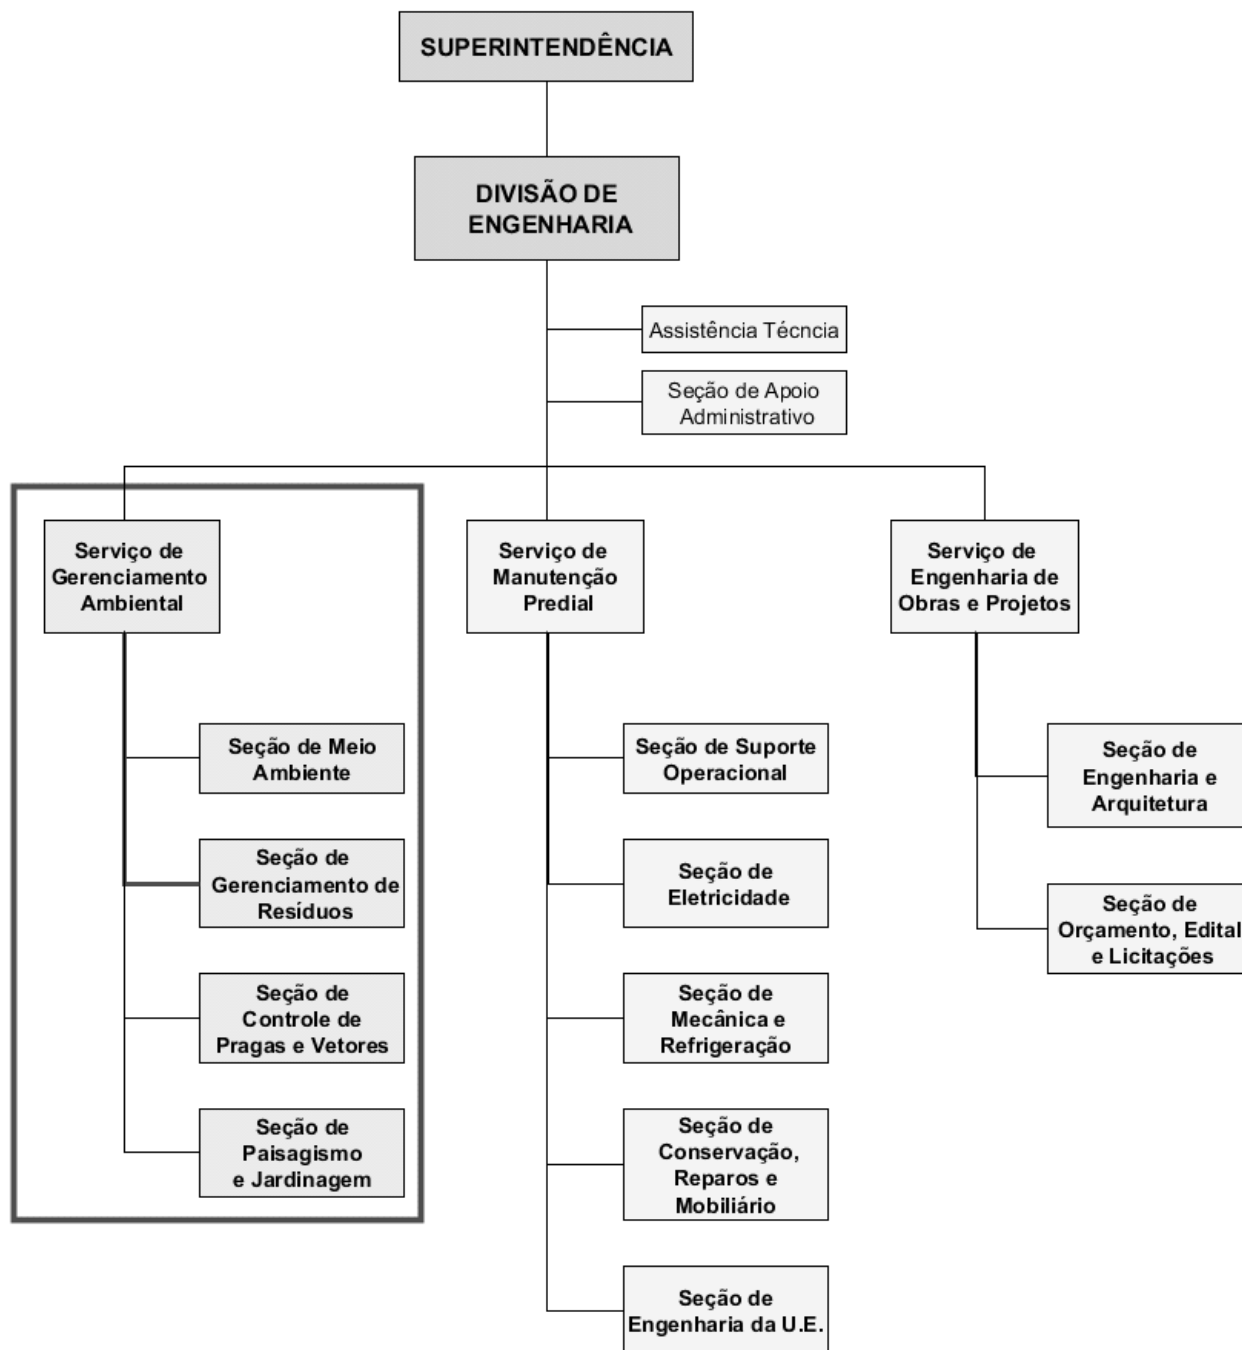 SUPERINTENDÊNCIA
DIVISÃO DE
ENGENHARIA
Assistência Técncia
Seção de Apoio
Administrativo
Serviço de
Gerenciamento
Ambiental
Seção de Meio
Ambiente
Seção de
Gerenciamento de
Resíduos
Seção de
Controle de
Pragas e Vetores
Seção de
Paisagismo
e Jardinagem
Serviço de
Manutenção
Predial
Seção de Suporte
Operacional
Seção de
Eletricidade
Seção de
Mecânica e
Refrigeração
Seção de
Conservação,
Reparos e
Mobiliário
Seção de
Engenharia da U.E.
Serviço de
Engenharia de
Obras e Projetos
Seção de
Engenharia e
Arquitetura
Seção de
Orçamento, Edital
e Licitações